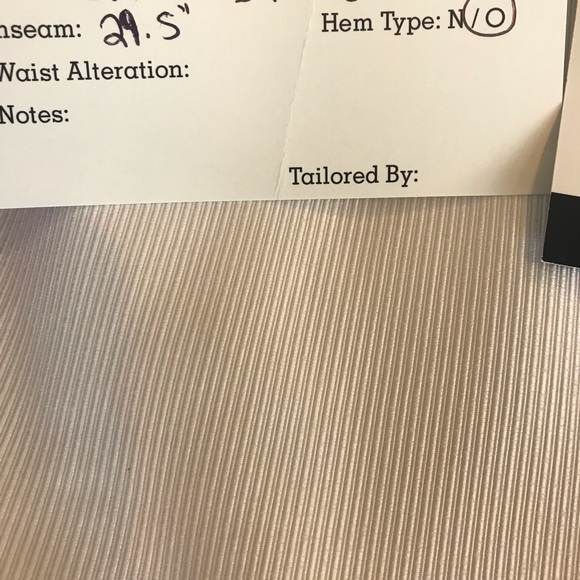 nseam: 29.5" Hem Type: N/O
Waist Alteration:
Notes:
Tailored By: